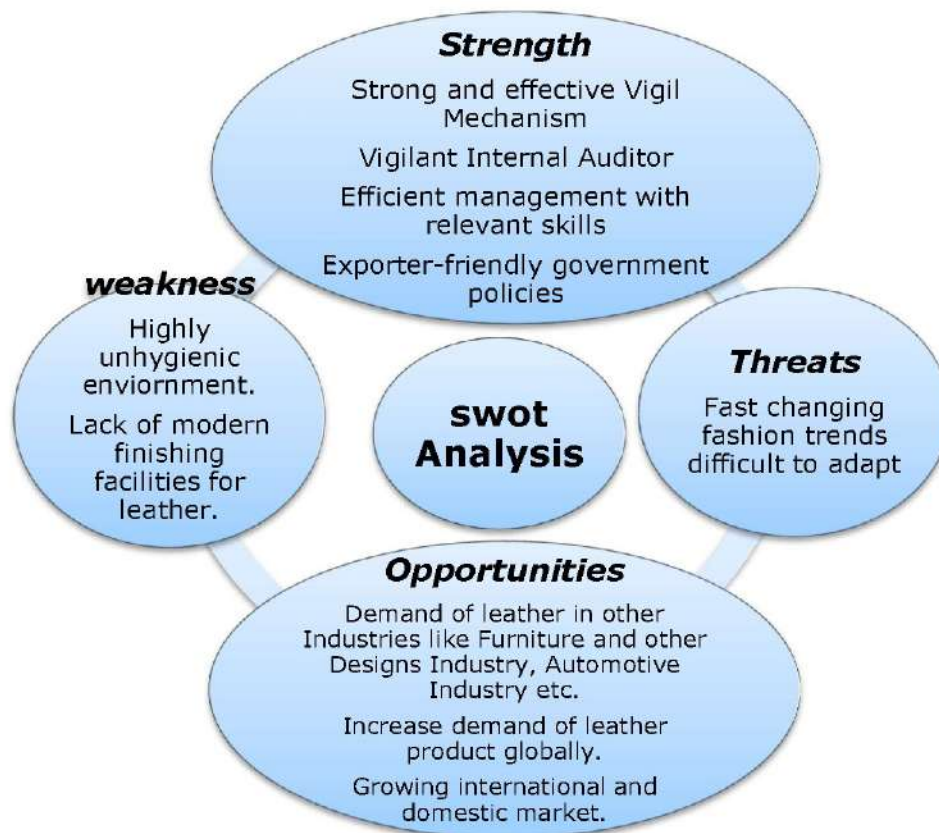 Strength
Strong and effective Vigil
Mechanism
Vigilant Internal Auditor
Efficient management with
relevant skills
Exporter-friendly government
policies
weakness
Highly
unhygienic
enviornment.
Lack of modern
finishing
facilities for
leather.
swot
Analysis
Threats
Fast changing
fashion trends
difficult to adapt
Opportunities
Demand of leather in other
Industries like Furniture and other
Designs Industry, Automotive
Industry etc.
Increase demand of leather
product globally.
Growing international and
domestic market.